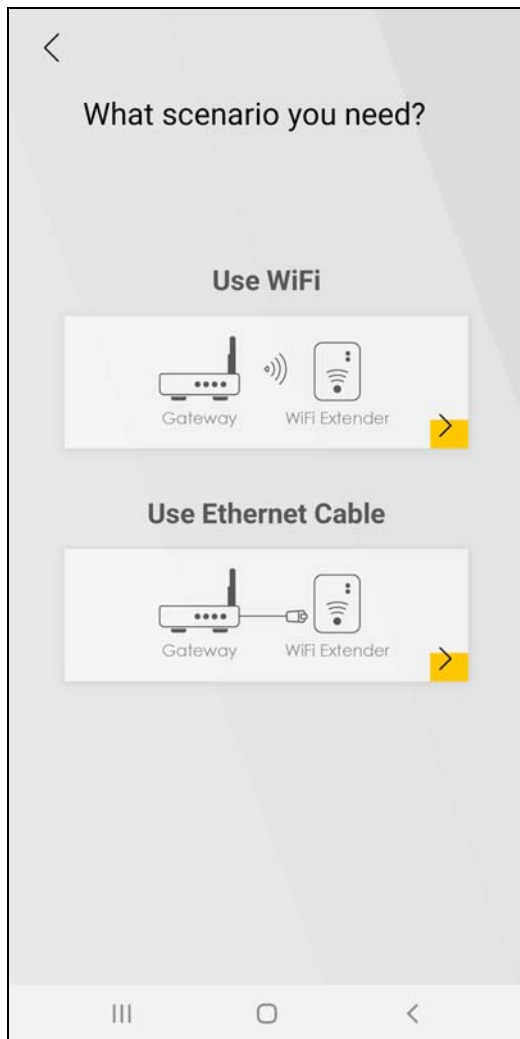 What scenario you need?
Use WiFi
Gateway WiFi Extender
Use Ethernet Cable
Gateway WiFi Extender